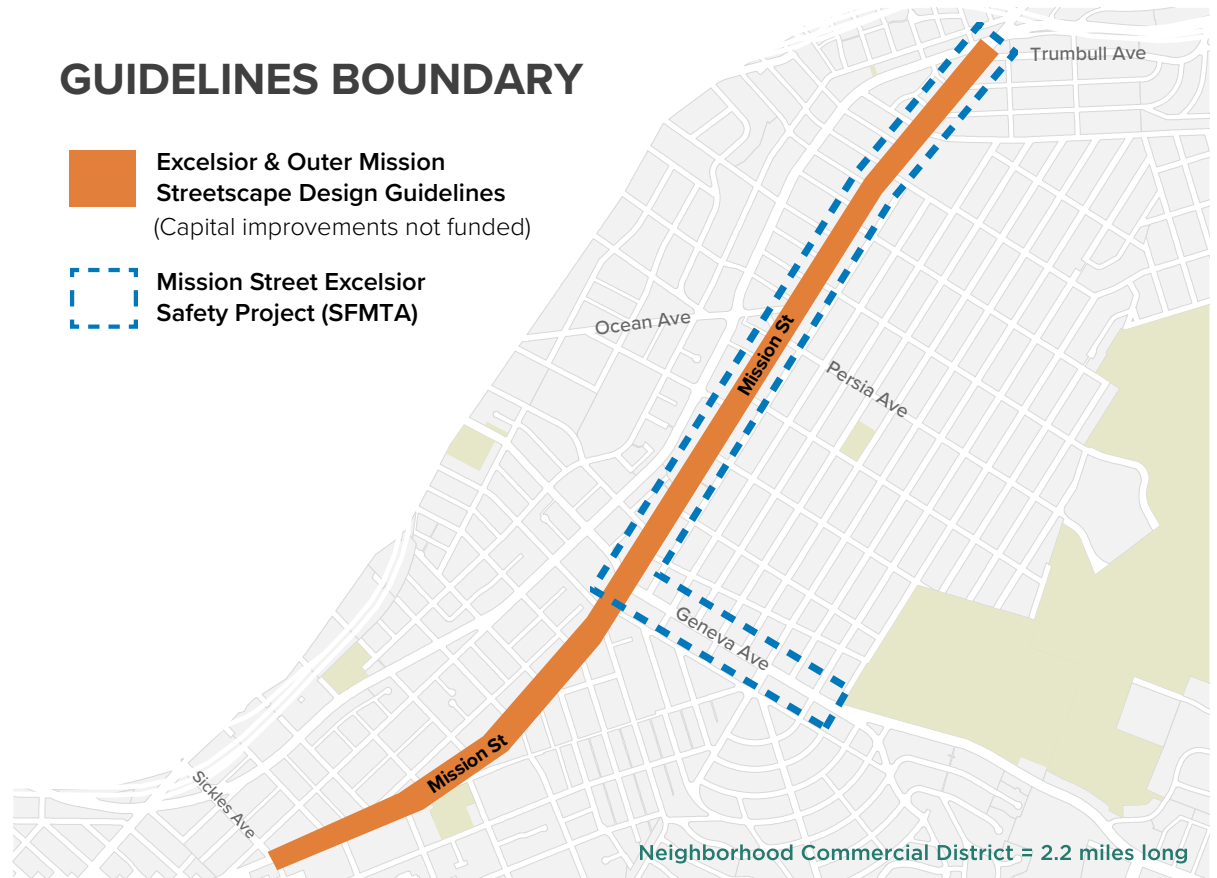 GUIDELINES BOUNDARY
Excelsior & Outer Mission
Streetscape Design Guidelines
(Capital improvements not funded)
Mission Street Excelsior
Safety Project (SFMTA)
Trumbull Ave
Ocean Ave
Mission St
Persia Ave
Geneva Ave
Mission St
Sickles Ave
Neighborhood Commercial District = 2.2 miles long